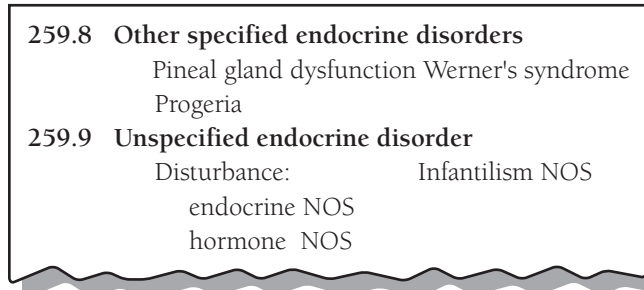 259.8 Other specified endocrine disorders
Pineal gland dysfunction Werner's syndrome
Progeria
259.9 Unspecified endocrine disorder
Disturbance: Infantilism NOS
endocrine NOS
hormone NOS